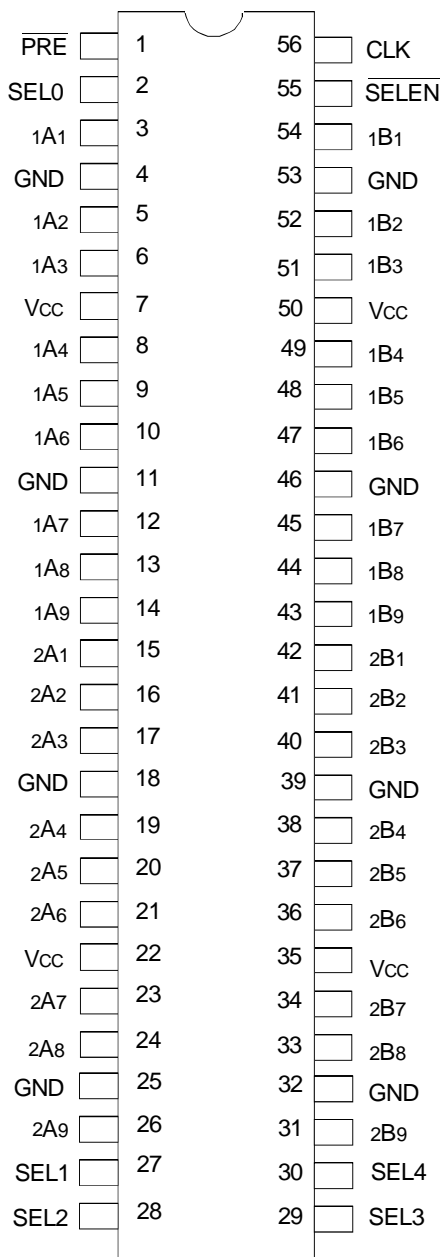 PRE 1 56 CLK
SEL0 2 55 SELEN
1A1 3 54 1B1
GND 4 53 GND
1A2 5 52 1B2
1A3 6 51 1B3
VCC 7 50 VCC
1A4 8 49 1B4
1A5 9 48 1B5
1A6 10 47 1B6
GND 11 46 GND
1A7 12 45 1B7
1A8 13 44 1B8
1A9 14 43 1B9
2A1 15 42 2B1
2A2 16 41 2B2
2A3 17 40 2B3
GND 18 39 GND
2A4 19 38 2B4
2A5 20 37 2B5
2A6 21 36 2B6
VCC 22 35 VCC
2A7 23 34 2B7
2A8 24 33 2B8
GND 25 32 GND
2A9 26 31 2B9
SEL1 27 30 SEL4
SEL2 28 29 SEL3